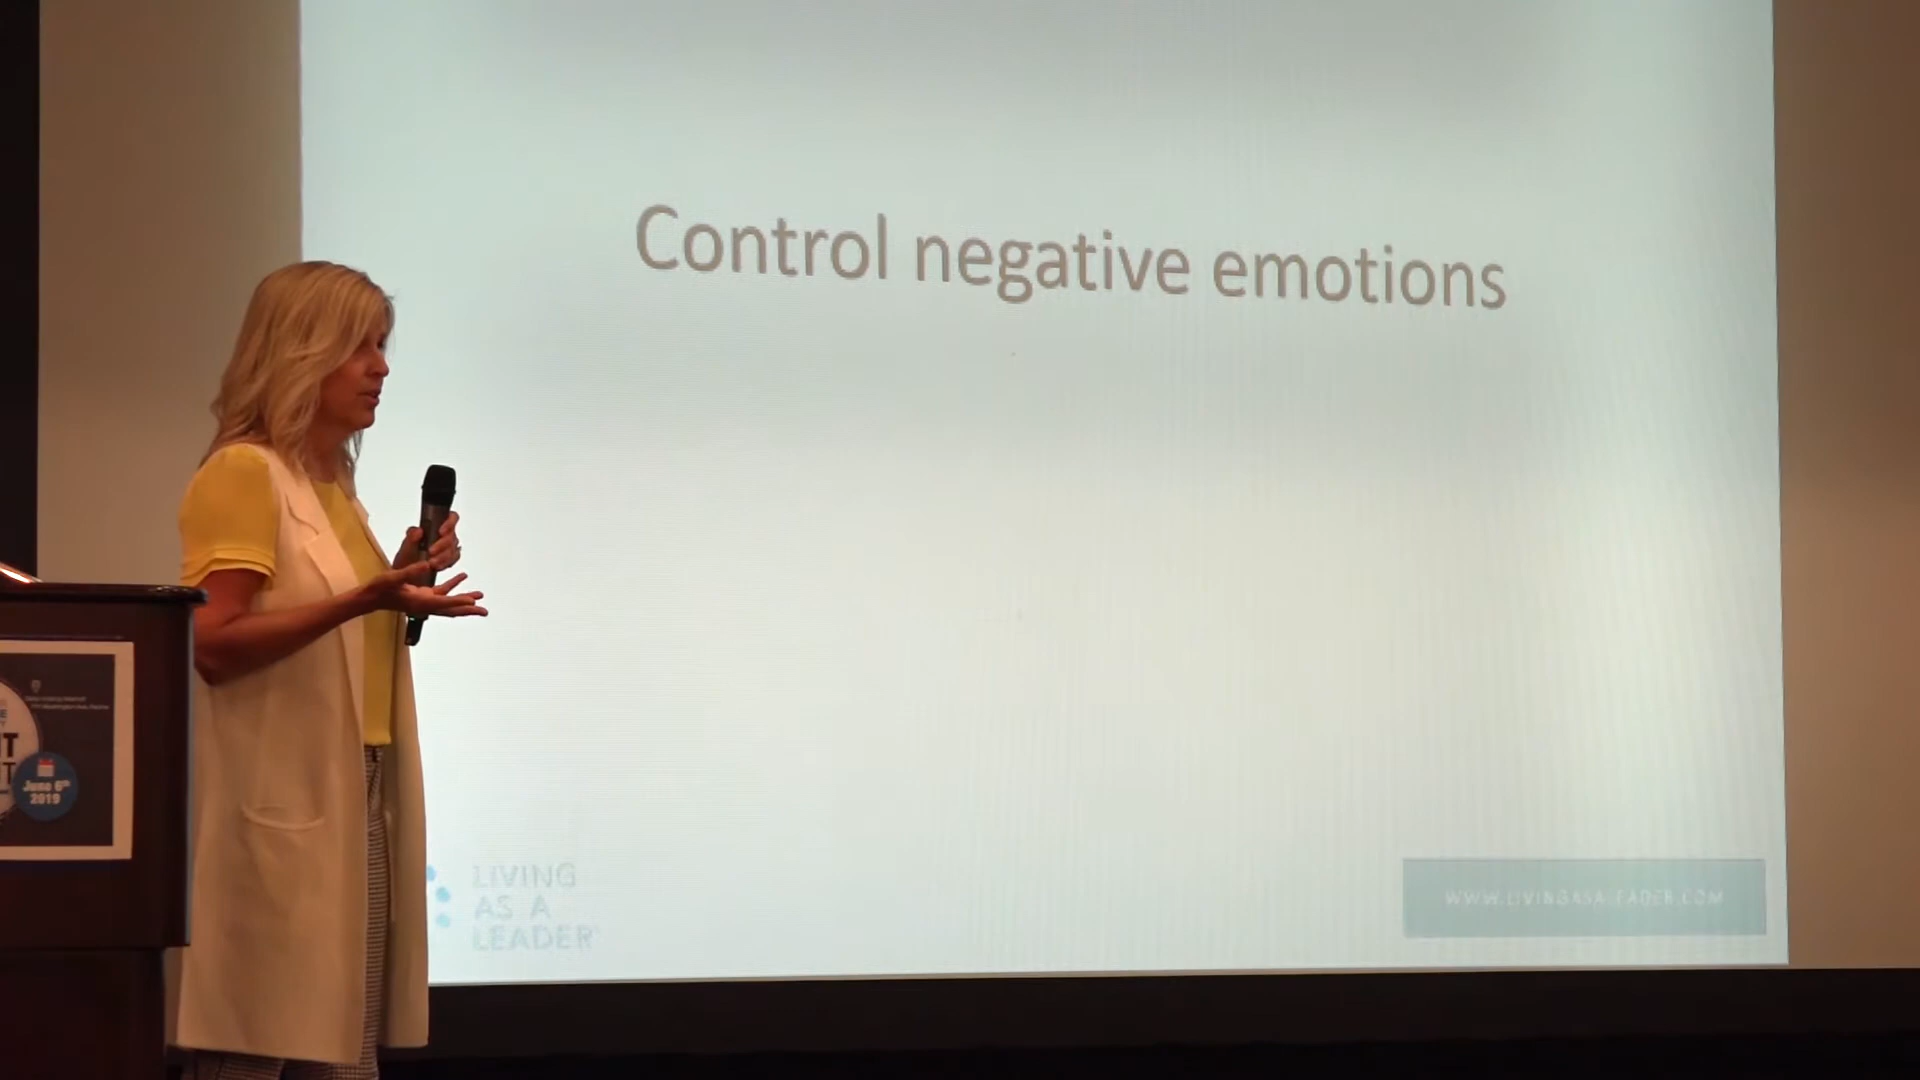 Control negative emotions
LIVING
AS A
LEADER
WWW.LIVINGASALEADER.COM
June 6th
2019